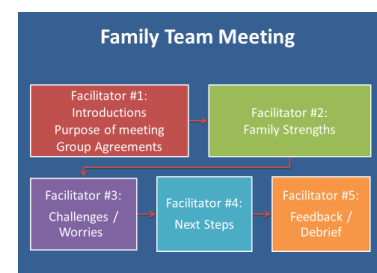 Family Team Meeting
Facilitator #1:
Introductions
Purpose of meeting
Group Agreements
Facilitator #2:
Family Strengths
Facilitator #3:
Challenges /
Worries
Facilitator #4:
Next Steps
Facilitator #5:
Feedback /
Debrief